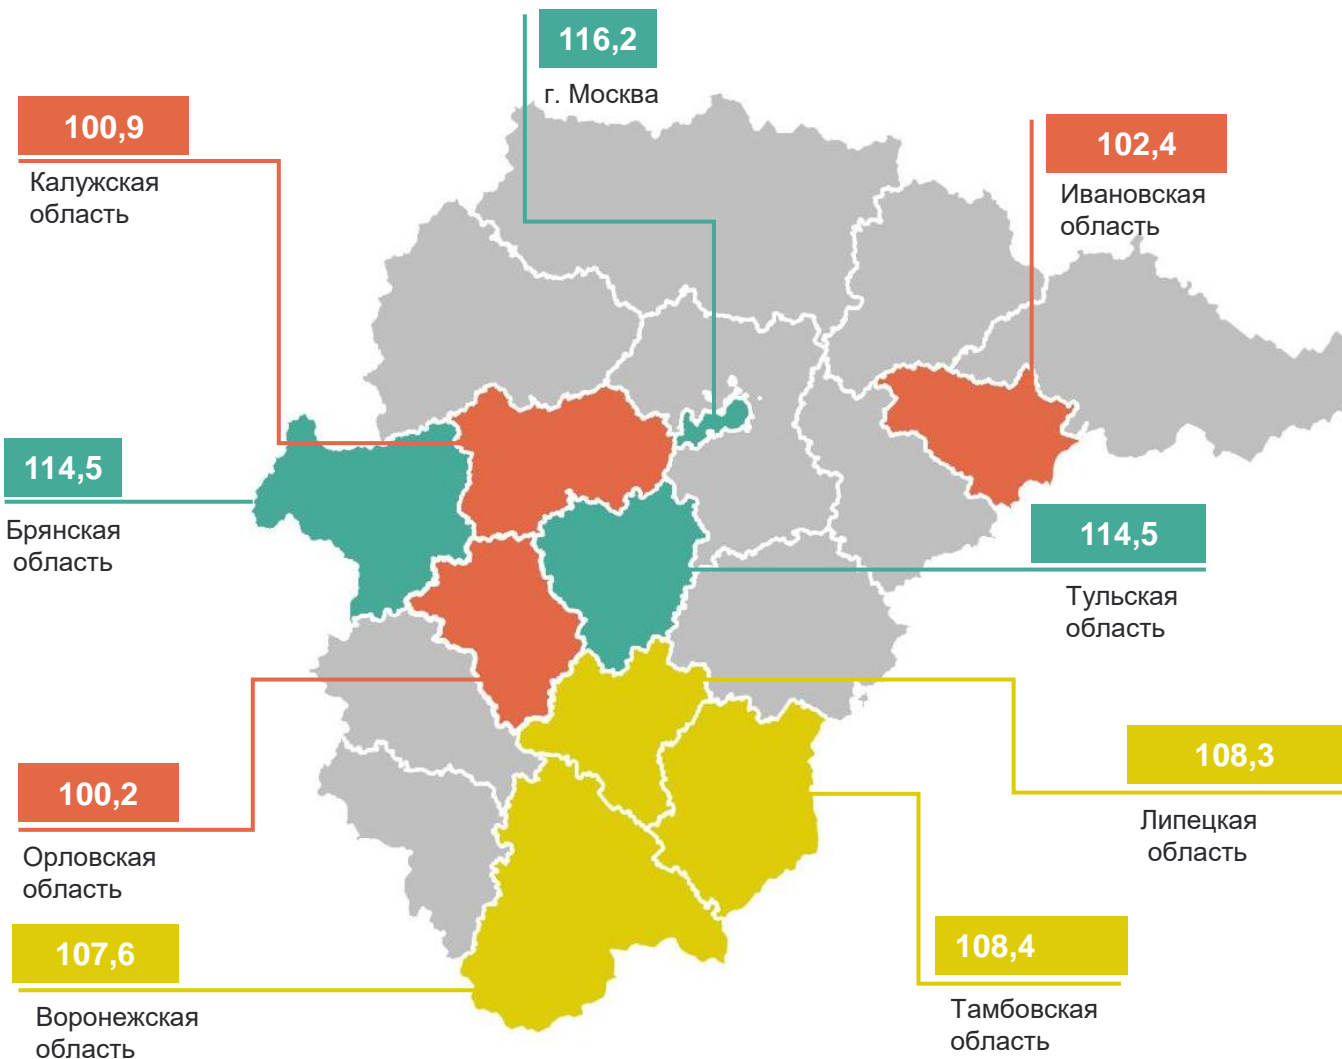 116,2
г. Москва
100,9
Калужская
область
102,4
Ивановская
область
114,5
Брянская
область
114,5
Тульская
область
108,3
Липецкая
область
100,2
Орловская
область
107,6
Воронежская
область
108,4
Тамбовская
область